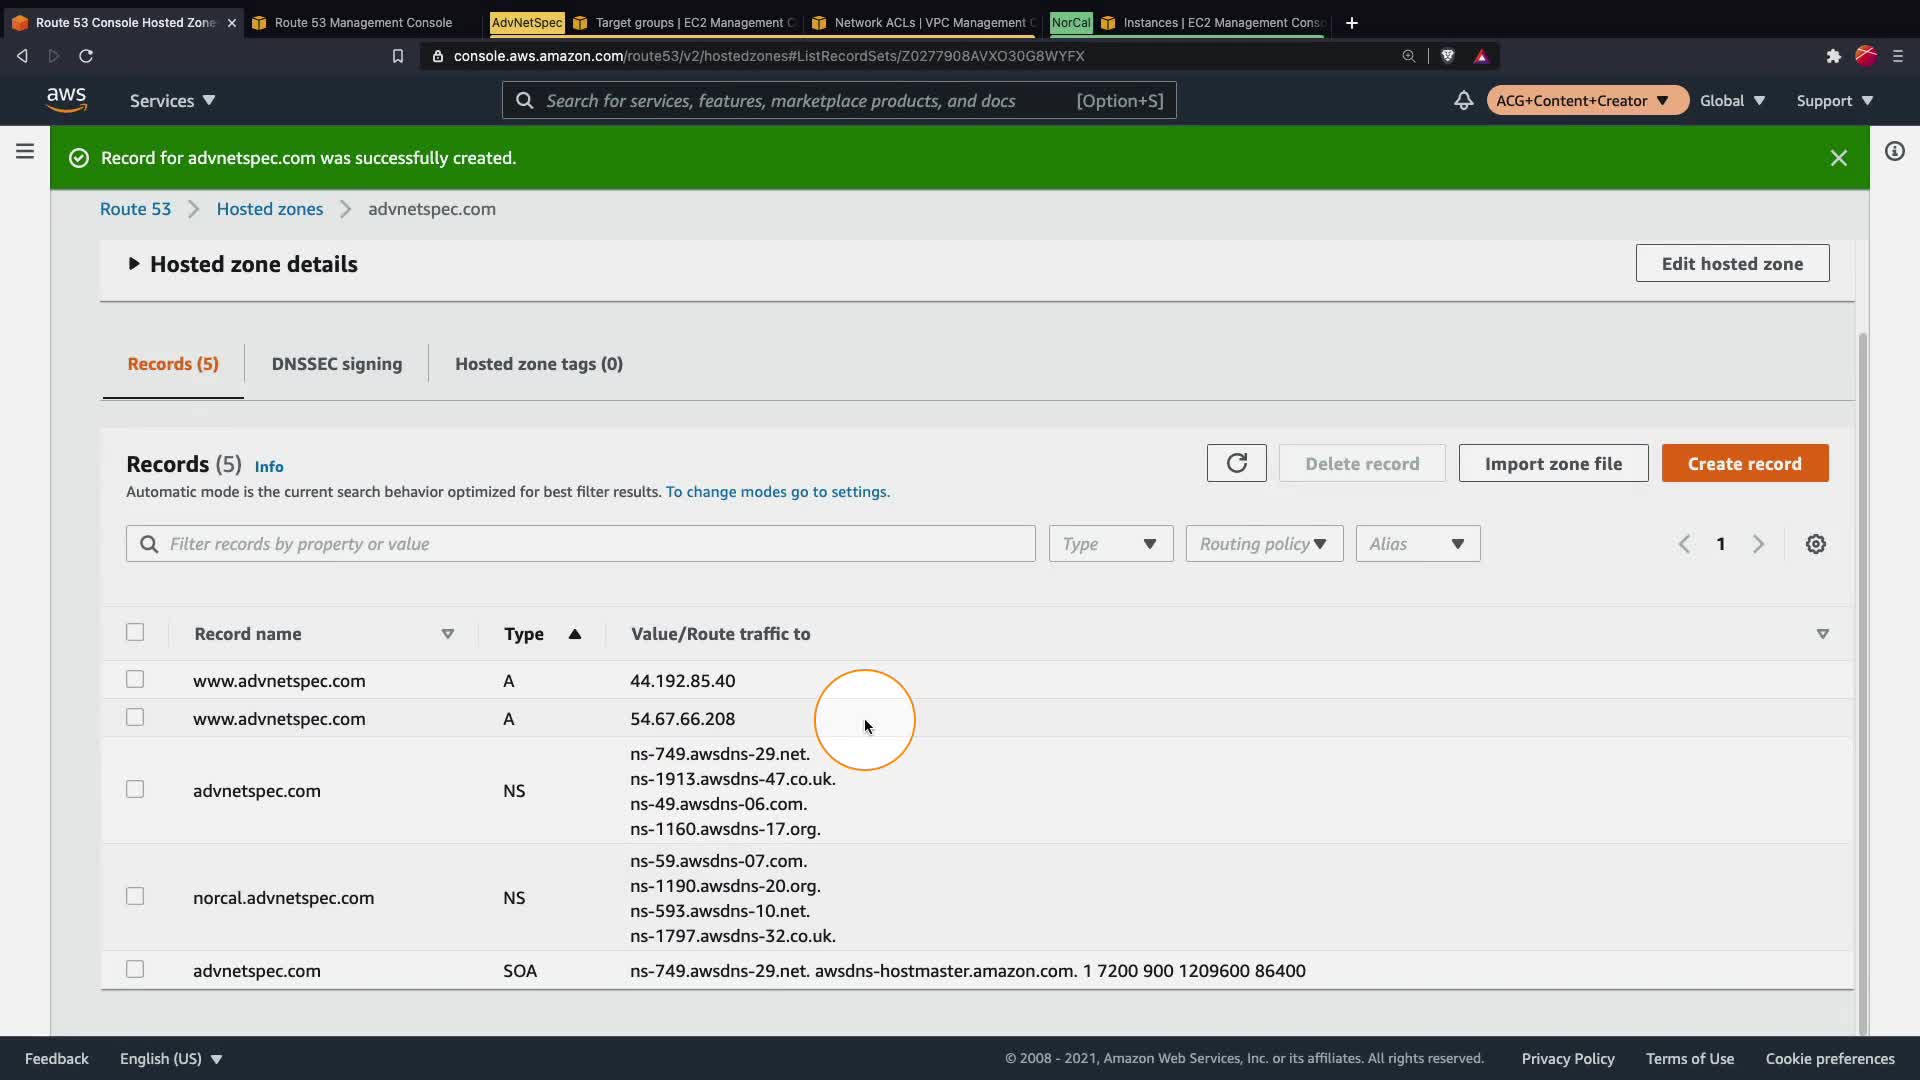 Route 53 Console Hosted Zone
Route 53 Management Console
AdvNetSpec
Target groups | EC2 Management C
Network ACLs | VPC Management C
NorCal
Instances | EC2 Management Conso
console.aws.amazon.com/route53/v2/hostedzones#ListRecordSets/Z0277908AVXO30G8WYFX
aws
Services
Search for services, features, marketplace products, and docs
[Option+S]
ACG+Content+Creator
Global
Support
Record for advnetspec.com was successfully created.
Route 53
Hosted zones
advnetspec.com
Hosted zone details
Edit hosted zone
Records (5)
DNSSEC signing
Hosted zone tags (0)
Records (5)
Info
Delete record
Import zone file
Create record
Automatic mode is the current search behavior optimized for best filter results. To change modes go to settings.
Filter records by property or value
Type
Routing policy
Alias
1
Record name
Type
Value/Route traffic to
www.advnetspec.com
A
44.192.85.40
www.advnetspec.com
A
54.67.66.208
advnetspec.com
NS
ns-749.awsdns-29.net.
ns-1913.awsdns-47.co.uk.
ns-49.awsdns-06.com.
ns-1160.awsdns-17.org.
norcal.advnetspec.com
NS
ns-59.awsdns-07.com.
ns-1190.awsdns-20.org.
ns-593.awsdns-10.net.
ns-1797.awsdns-32.co.uk.
advnetspec.com
SOA
ns-749.awsdns-29.net. awsdns-hostmaster.amazon.com. 1 7200 900 1209600 86400
Feedback
English (US)
© 2008 - 2021, Amazon Web Services, Inc. or its affiliates. All rights reserved.
Privacy Policy
Terms of Use
Cookie preferences